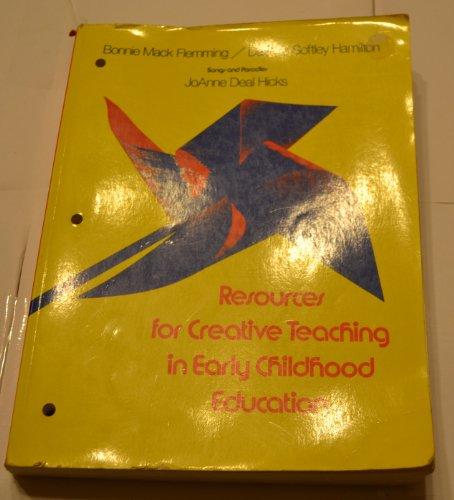 Bonnie Mack Flemming / Softley Hamilton
Songs and Parodies
JoAnne Deal Hicks
Resources
for Creative Teaching
in Early Childhood
Education